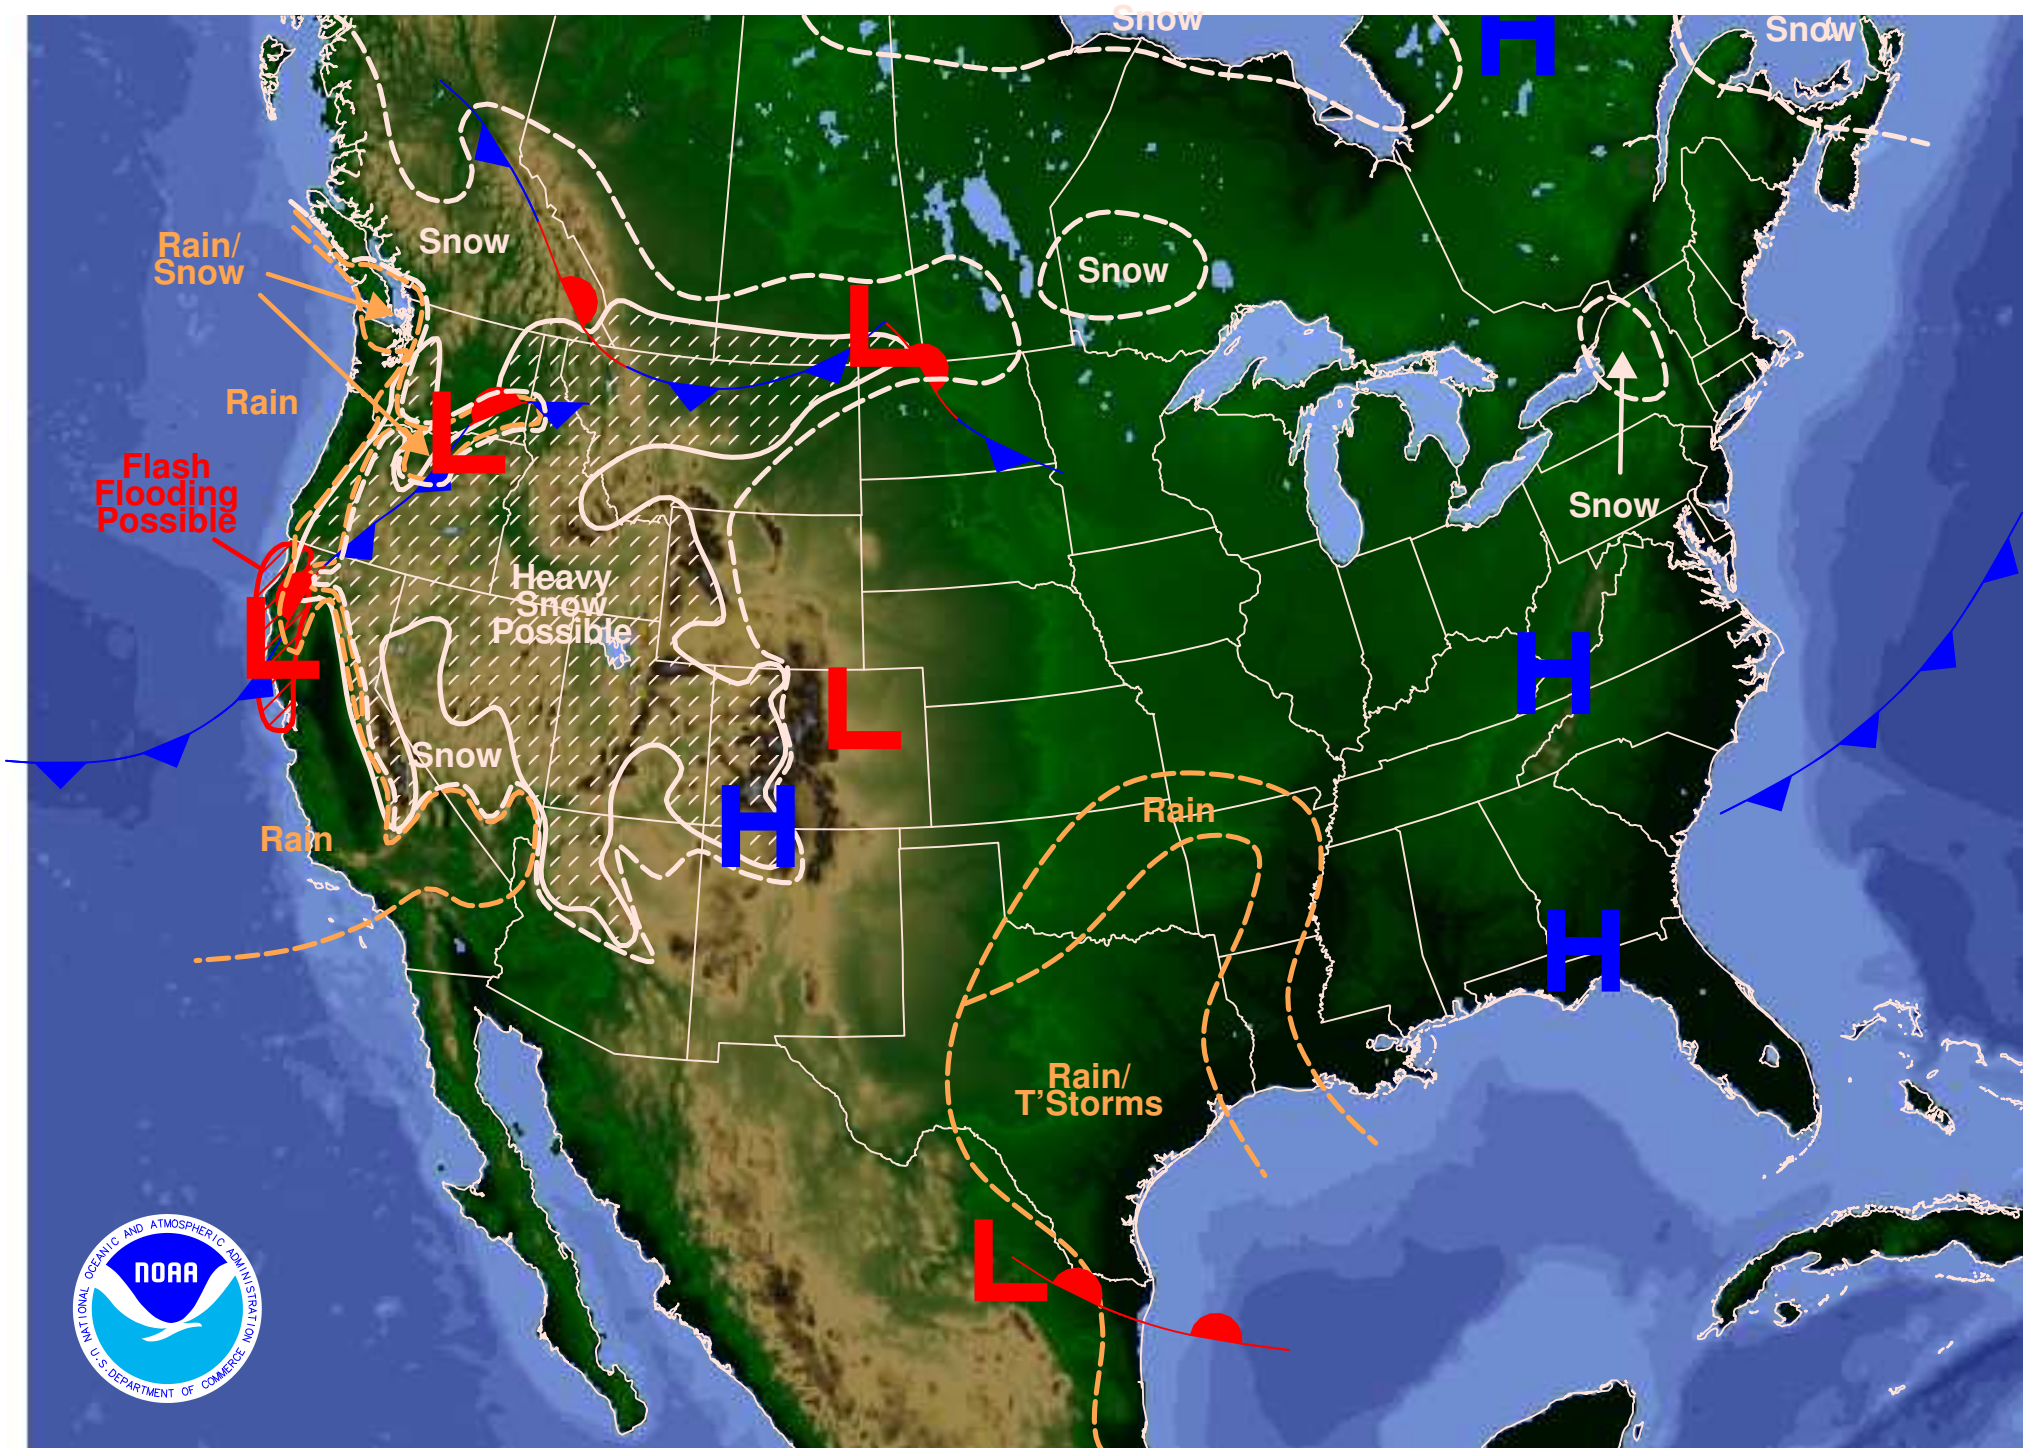 Snow
H
Snow
Rain/
Snow
Snow
Snow
L
Rain
L
Flash
Flooding
Possible
Snow
Heavy
Snow
Possible
L
H
L
Snow
H
Rain
Rain
H
Rain/
T'Storms
L
NATIONAL OCEANIC AND ATMOSPHERIC ADMINISTRATION
NOAA
U.S. DEPARTMENT OF COMMERCE